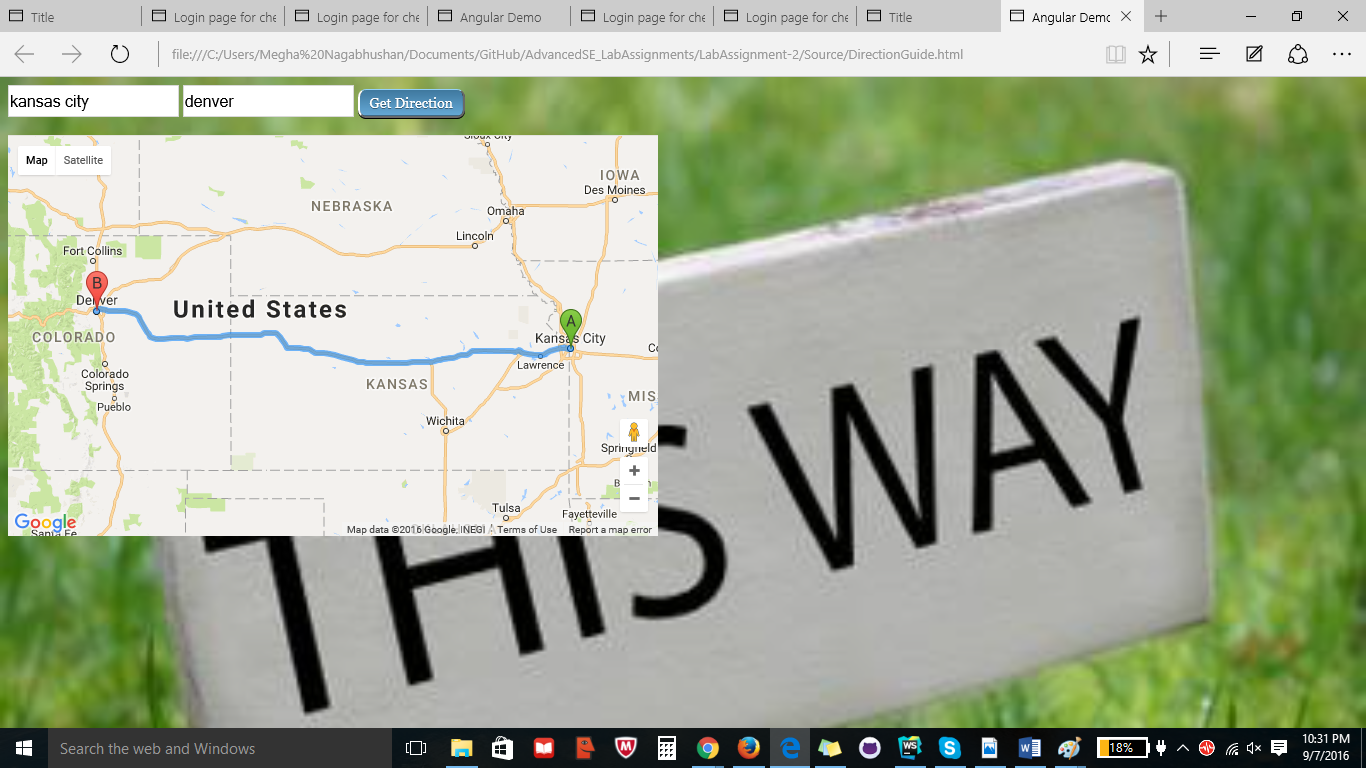 Title
Login page for che
Login page for che
Angular Demo
Login page for che
Login page for che
Title
Angular Demo
file:///C:/Users/Megha%20Nagabhushan/Documents/GitHub/AdvancedSE_LabAssignments/LabAssignment-2/Source/DirectionGuide.html
kansas city
denver
Get Direction
Map
Satellite
Sioux City
IOWA
Des Moines
NEBRASKA
Omaha
Lincoln
Fort Collins
B
Denver
United States
A
Kansas City
COLORADO
Lawrence
Colorado
Springs
KANSAS
MIS
Pueblo
Wichita
Springfield
+
−
Tulsa
Fayetteville
Google
Santa Fe
Map data ©2016 Google, INEGI
Terms of Use
Report a map error
THIS WAY
Search the web and Windows
WS
18%
10:31 PM
9/7/2016